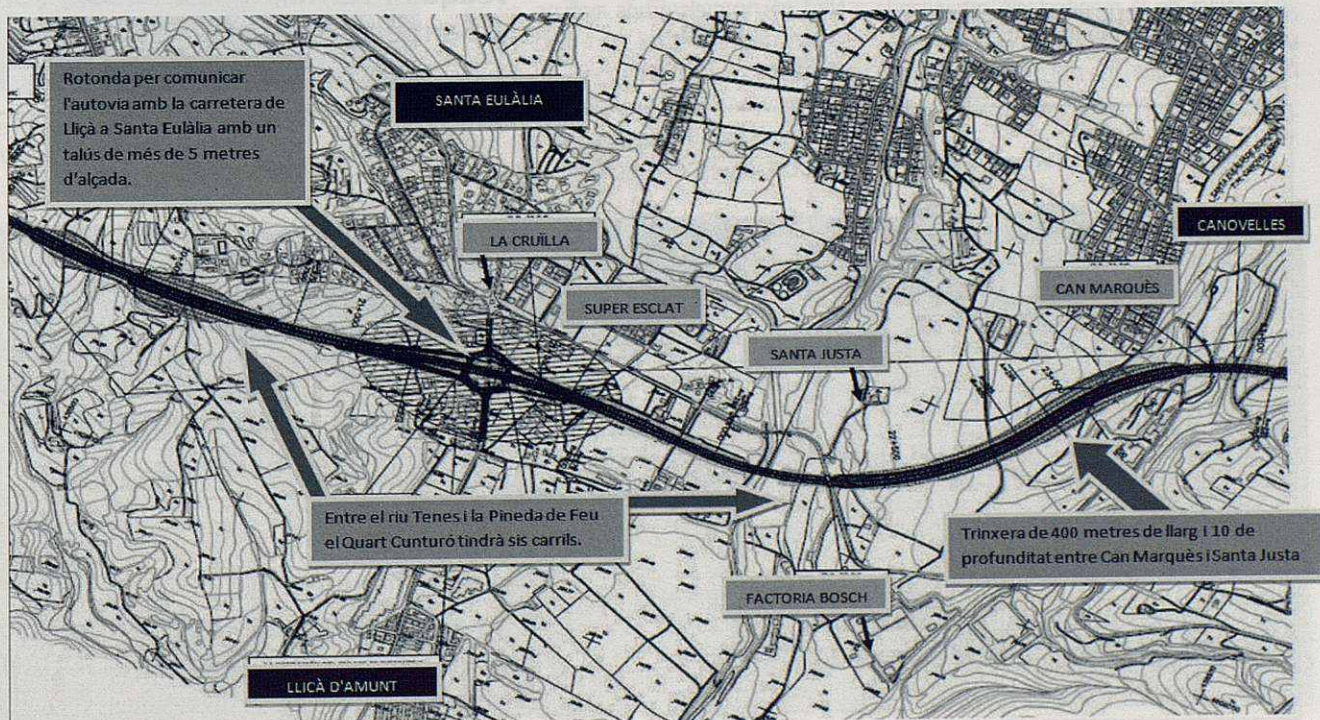 Rotonda per comunicar
l'autovia amb la carretera de
Lliçà a Santa Eulàlia amb un
talús de més de 5 metres
d'alçada.
SANTA EULÀLIA
LA CRUÏLLA
SUPER ESCLAT
SANTA JUSTA
CANOVELLES
CAN MARQUÈS
Entre el riu Tenes i la Pineda de Feu
el Quart Cunturó tindrà sis carrils.
Trinxera de 400 metres de llarg i 10 de
profunditat entre Can Marquès i Santa Justa
FACTORIA BOSCH
LLIÇÀ D'AMUNT